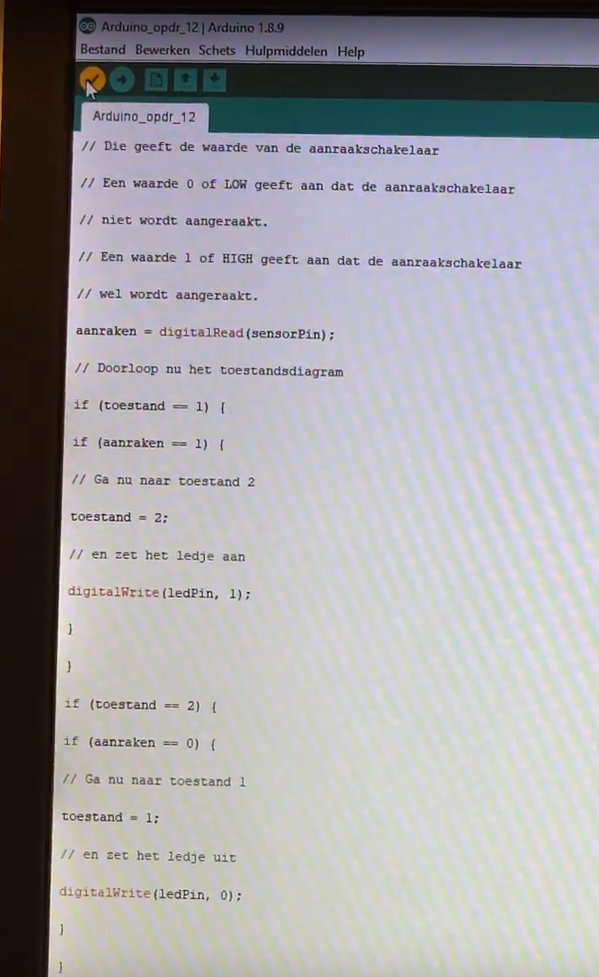 Arduino_opdr_12 | Arduino 1.8.9
Bestand Bewerken Schets Hulpmiddelen Help
Arduino_opdr_12
// Die geeft de waarde van de aanraakschakelaar
// Een waarde 0 of LOW geeft aan dat de aanraakschakelaar
// niet wordt aangeraakt.
// Een waarde 1 of HIGH geeft aan dat de aanraakschakelaar
// wel wordt aangeraakt.
aanraken = digitalRead(sensorPin);
// Doorloop nu het toestandsdiagram
if (toestand == 1) {
if (aanraken == 1) {
// Ga nu naar toestand 2
toestand = 2;
// en zet het ledje aan
digitalWrite(ledPin, 1);
}
}
if (toestand == 2) {
if (aanraken == 0) {
// Ga nu naar toestand 1
toestand = 1;
// en zet het ledje uit
digitalWrite(ledPin, 0);
}
}